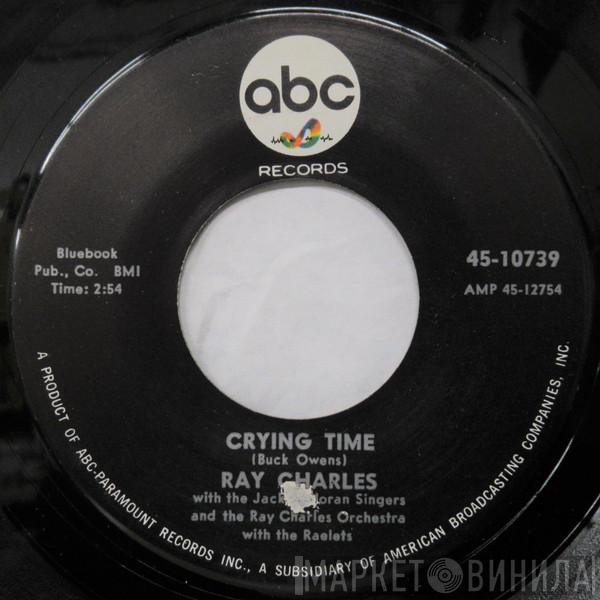 abc
RECORDS
Bluebook
Pub., Co. BMI
Time: 2:54
45-10739
AMP 45-12754
CRYING TIME
(Buck Owens)
RAY CHARLES
with the Jack oran Singers
and the Ray Charles Orchestra
with the Raelets
A PRODUCT OF ABC-PARAMOUNT RECORDS INC., A SUBSIDIARY OF AMERICAN BROADCASTING COMPANIES, INC.
МАРКЕТ ВИНИЛА